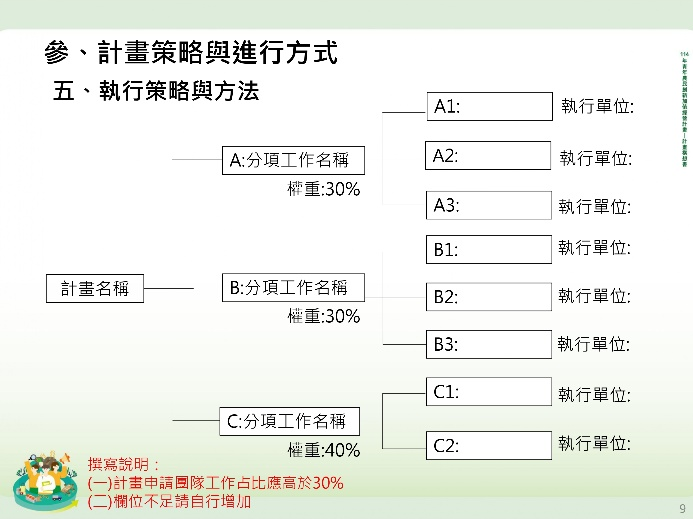 參、計畫策略與進行方式
五、執行策略與方法
A1: 執行單位:
A:分項工作名稱
A2: 執行單位:
權重:30%
A3: 執行單位:
B1: 執行單位:
計畫名稱
B:分項工作名稱
B2: 執行單位:
權重:30%
B3: 執行單位:
C1: 執行單位:
C:分項工作名稱
C2: 執行單位:
權重:40%
撰寫說明：
(一)計畫申請團隊工作占比應高於30%
(二)欄位不足請自行增加
9